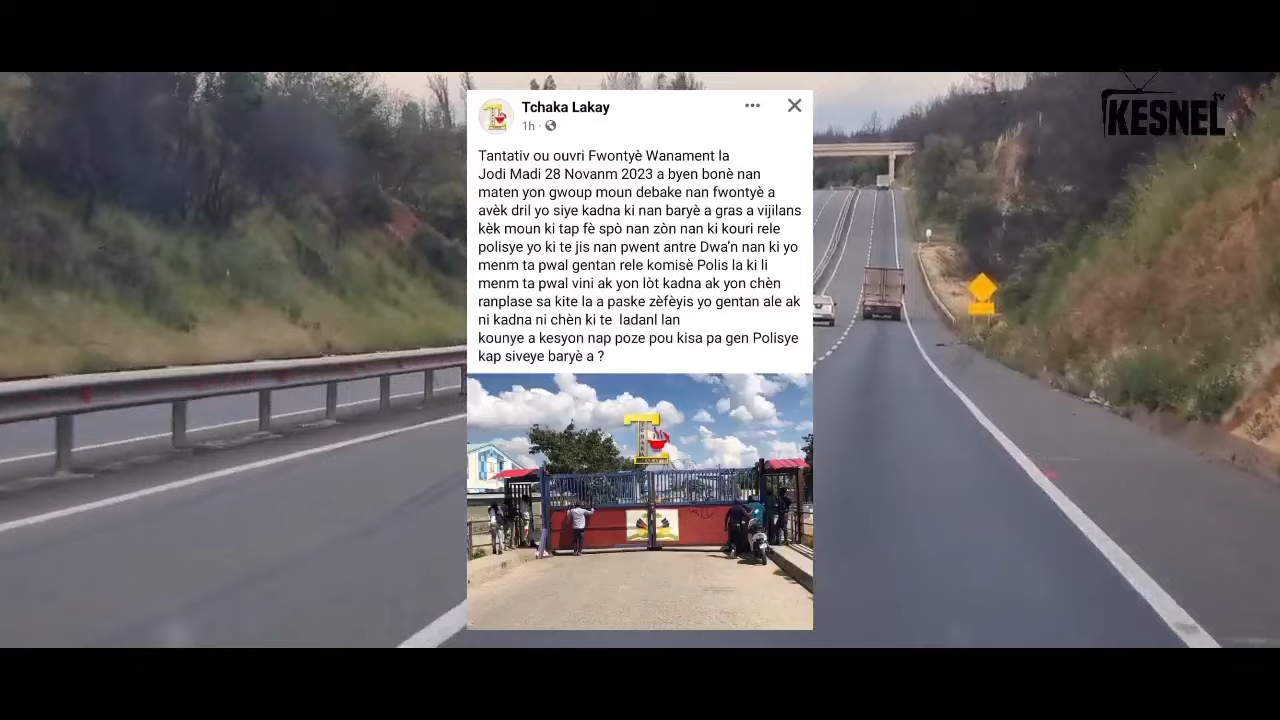 KESNEL tv
Tchaka Lakay
1h ·
Tantativ ou ouvri Fwontyè Wanament la
Jodi Madi 28 Novanm 2023 a byen bonè nan
maten yon gwoup moun debake nan fwontyè a
avèk dril yo siye kadna ki nan baryè a gras a vijilans
kèk moun ki tap fè spò nan zòn nan ki kouri rele
polisye yo ki te jis nan pwent antre Dwa'n nan ki yo
menm ta pwal gentan rele komisè Polis la ki li
menm ta pwal vini ak yon lòt kadna ak yon chèn
ranplase sa kite la a paske zèfèyis yo gentan ale ak
ni kadna ni chèn ki te ladanl lan
kounye a kesyon nap poze pou kisa pa gen Polisye
kap siveye baryè a ?